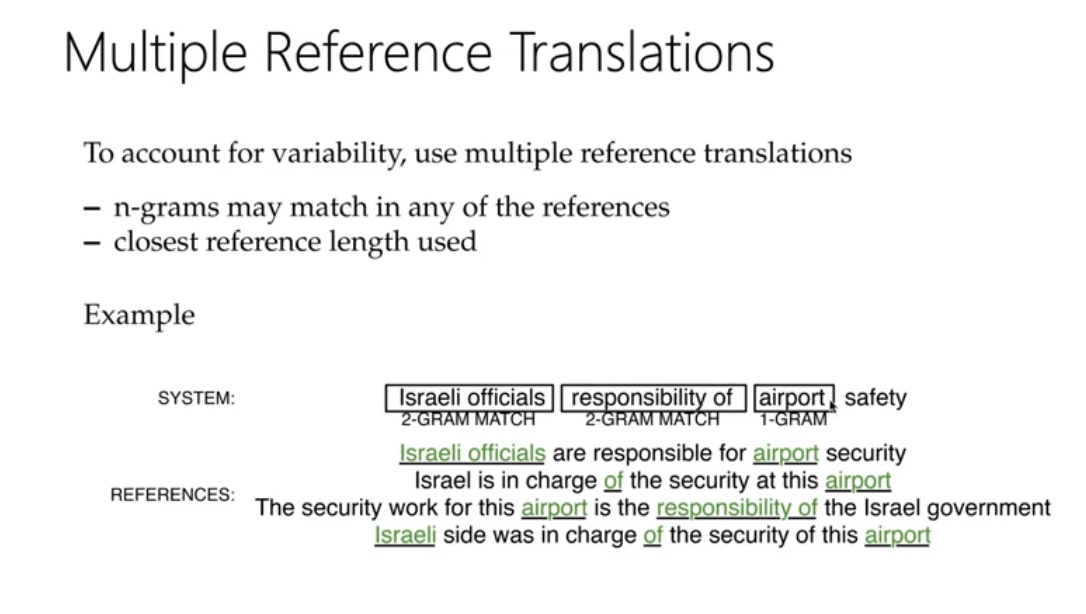 Multiple Reference Translations
To account for variability, use multiple reference translations
– n-grams may match in any of the references
– closest reference length used
Example
SYSTEM: Israeli officials responsibility of airport safety
2-GRAM MATCH 2-GRAM MATCH 1-GRAM
REFERENCES:
Israeli officials are responsible for airport security
Israel is in charge of the security at this airport
The security work for this airport is the responsibility of the Israel government
Israeli side was in charge of the security of this airport